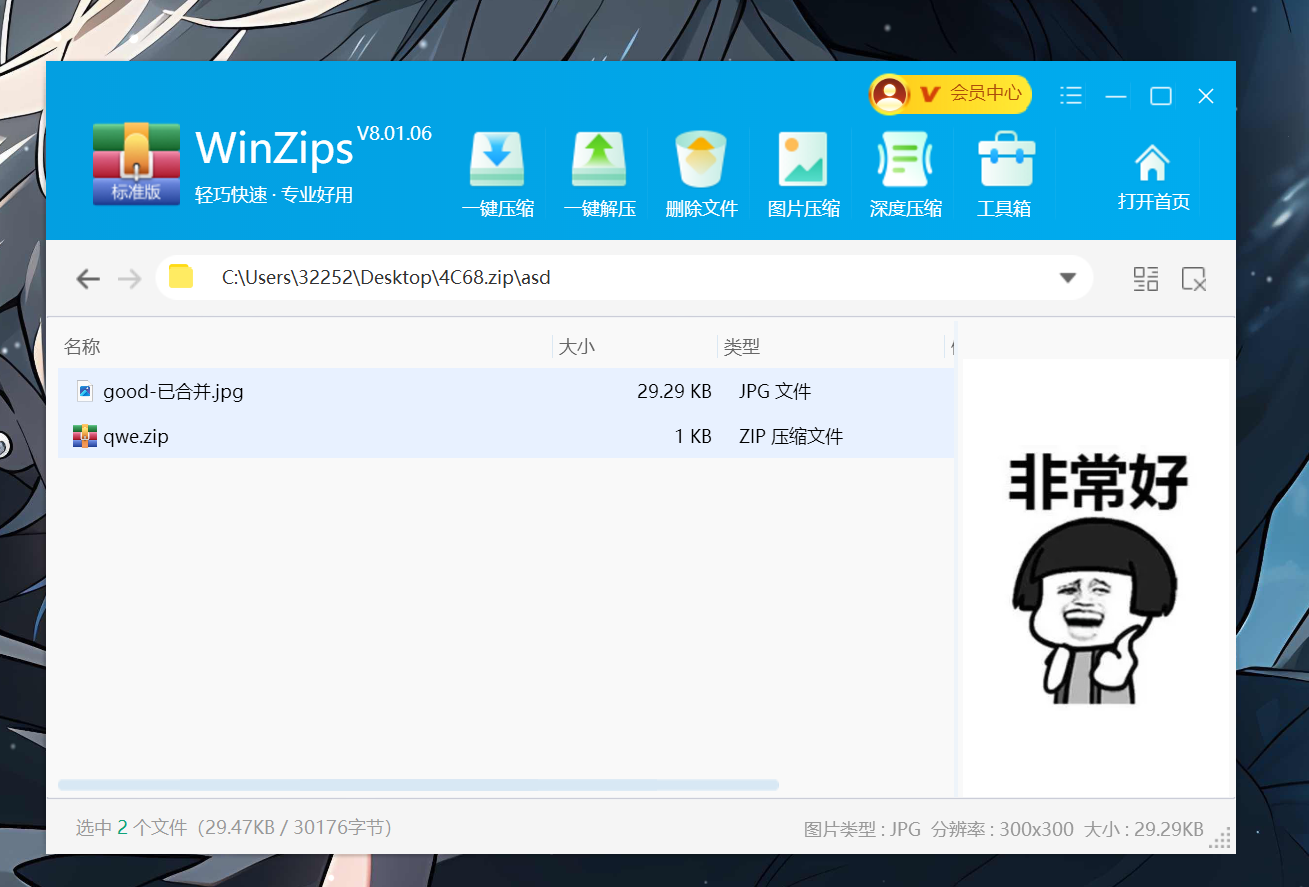 会员中心
WinZips V8.01.06
标准版
轻巧快速 · 专业好用
一键压缩 一键解压 删除文件 图片压缩 深度压缩 工具箱 打开首页
C:\Users\32252\Desktop\4C68.zip\asd
名称 大小 类型
good-已合并.jpg 29.29 KB JPG 文件
qwe.zip 1 KB ZIP 压缩文件
非常好
选中 2 个文件（29.47KB / 30176字节）
图片类型 : JPG 分辨率 : 300x300 大小 : 29.29KB